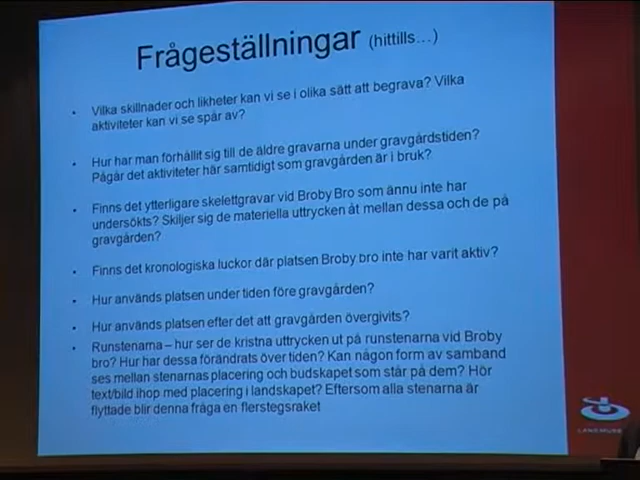 Frågeställningar (hittills...)
• Vilka skillnader och likheter kan vi se i olika sätt att begrava? Vilka
aktiviteter kan vi se spår av?
• Hur har man förhållit sig till de äldre gravarna under gravgårdstiden?
Pågår det aktiviteter här samtidigt som gravgården är i bruk?
• Finns det ytterligare skelettgravar vid Broby Bro som ännu inte har
undersökts? Skiljer sig de materiella uttrycken åt mellan dessa och de på
gravgården?
• Finns det kronologiska luckor där platsen Broby bro inte har varit aktiv?
• Hur används platsen under tiden före gravgården?
• Hur används platsen efter det att gravgården övergivits?
• Runstenarna – hur ser de kristna uttrycken ut på runstenarna vid Broby
bro? Hur har dessa förändrats över tiden? Kan någon form av samband
ses mellan stenarnas placering och budskapet som står på dem? Hör
text/bild ihop med placering i landskapet? Eftersom alla stenarna är
flyttade blir denna fråga en flerstegsraket